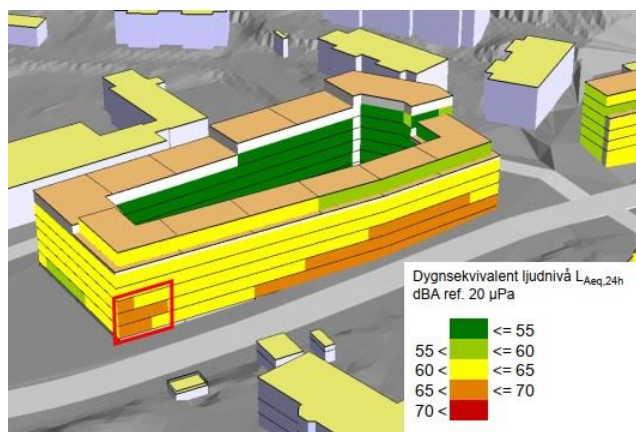 Dygnsekvivalent ljudnivå LAeq,24h
dBA ref. 20 µPa
<= 55
55 < <= 60
60 < <= 65
65 < <= 70
70 <